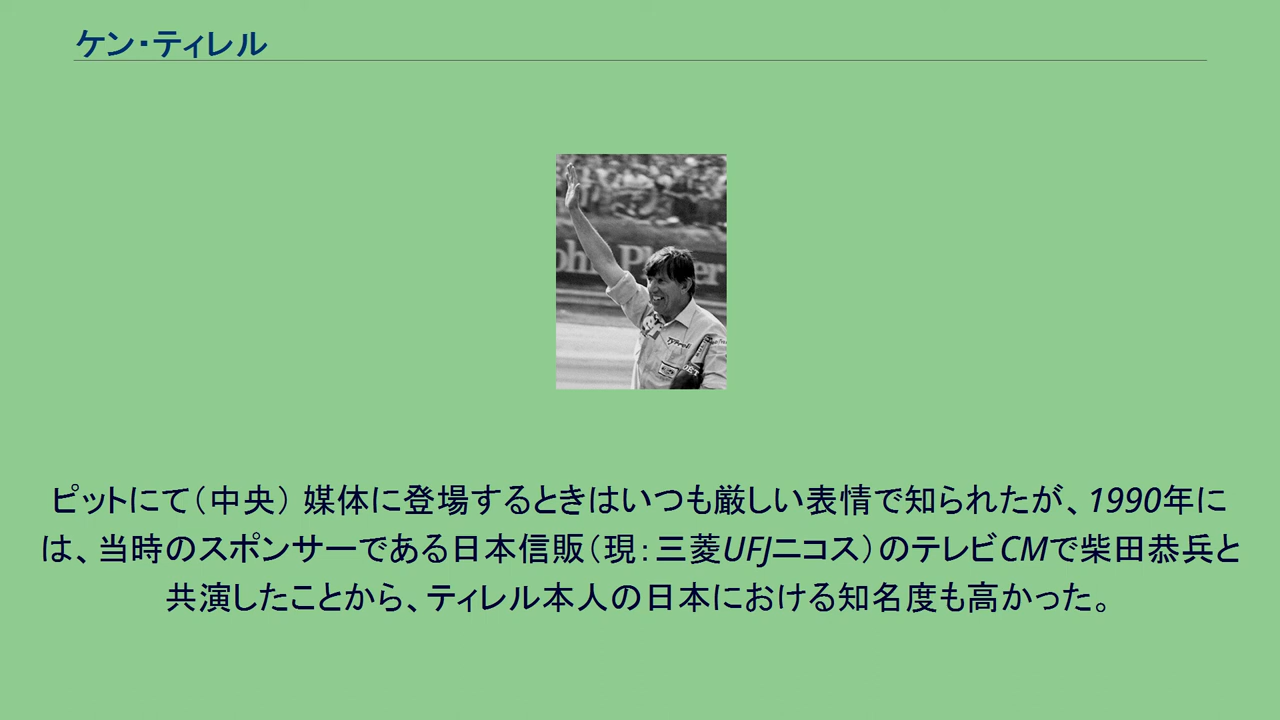 ケン・ティレル
John Player
Tyrrell
ピットにて（中央） 媒体に登場するときはいつも厳しい表情で知られたが、1990年に
は、当時のスポンサーである日本信販（現：三菱UFJニコス）のテレビCMで柴田恭兵と
共演したことから、ティレル本人の日本における知名度も高かった。